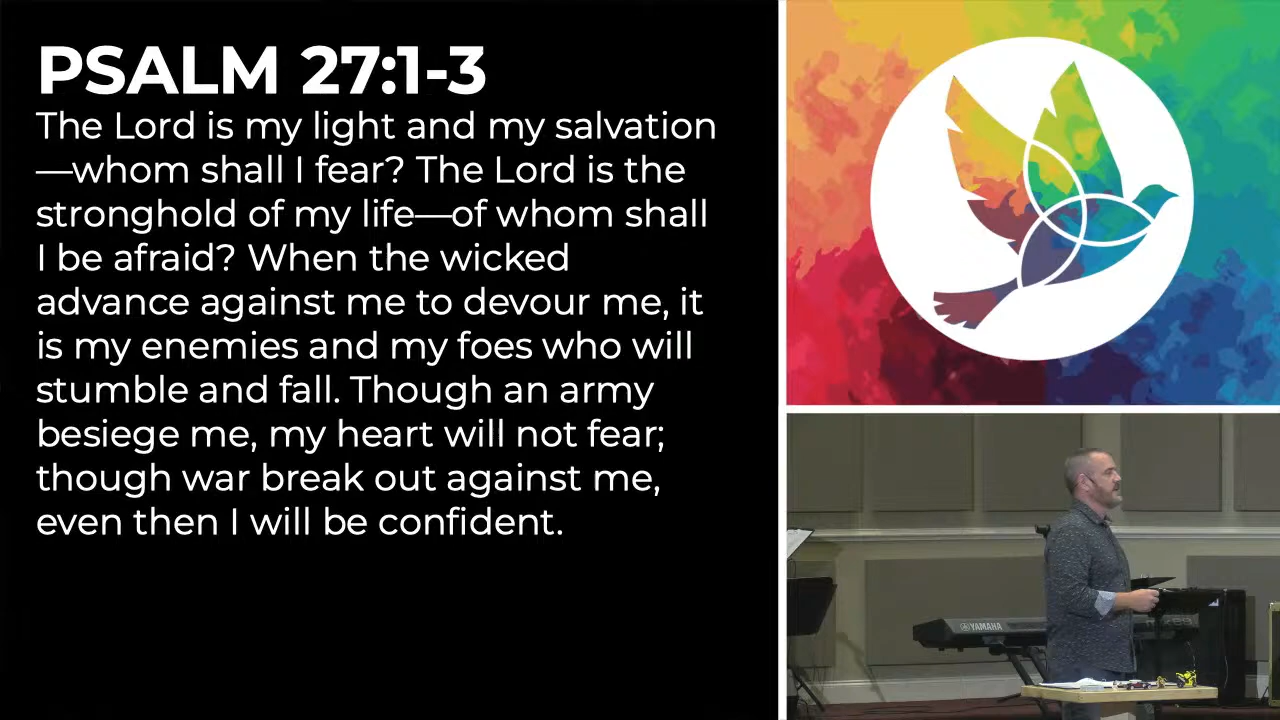 PSALM 27:1-3
The Lord is my light and my salvation
—whom shall I fear? The Lord is the
stronghold of my life—of whom shall
I be afraid? When the wicked
advance against me to devour me, it
is my enemies and my foes who will
stumble and fall. Though an army
besiege me, my heart will not fear;
though war break out against me,
even then I will be confident.
YAMAHA